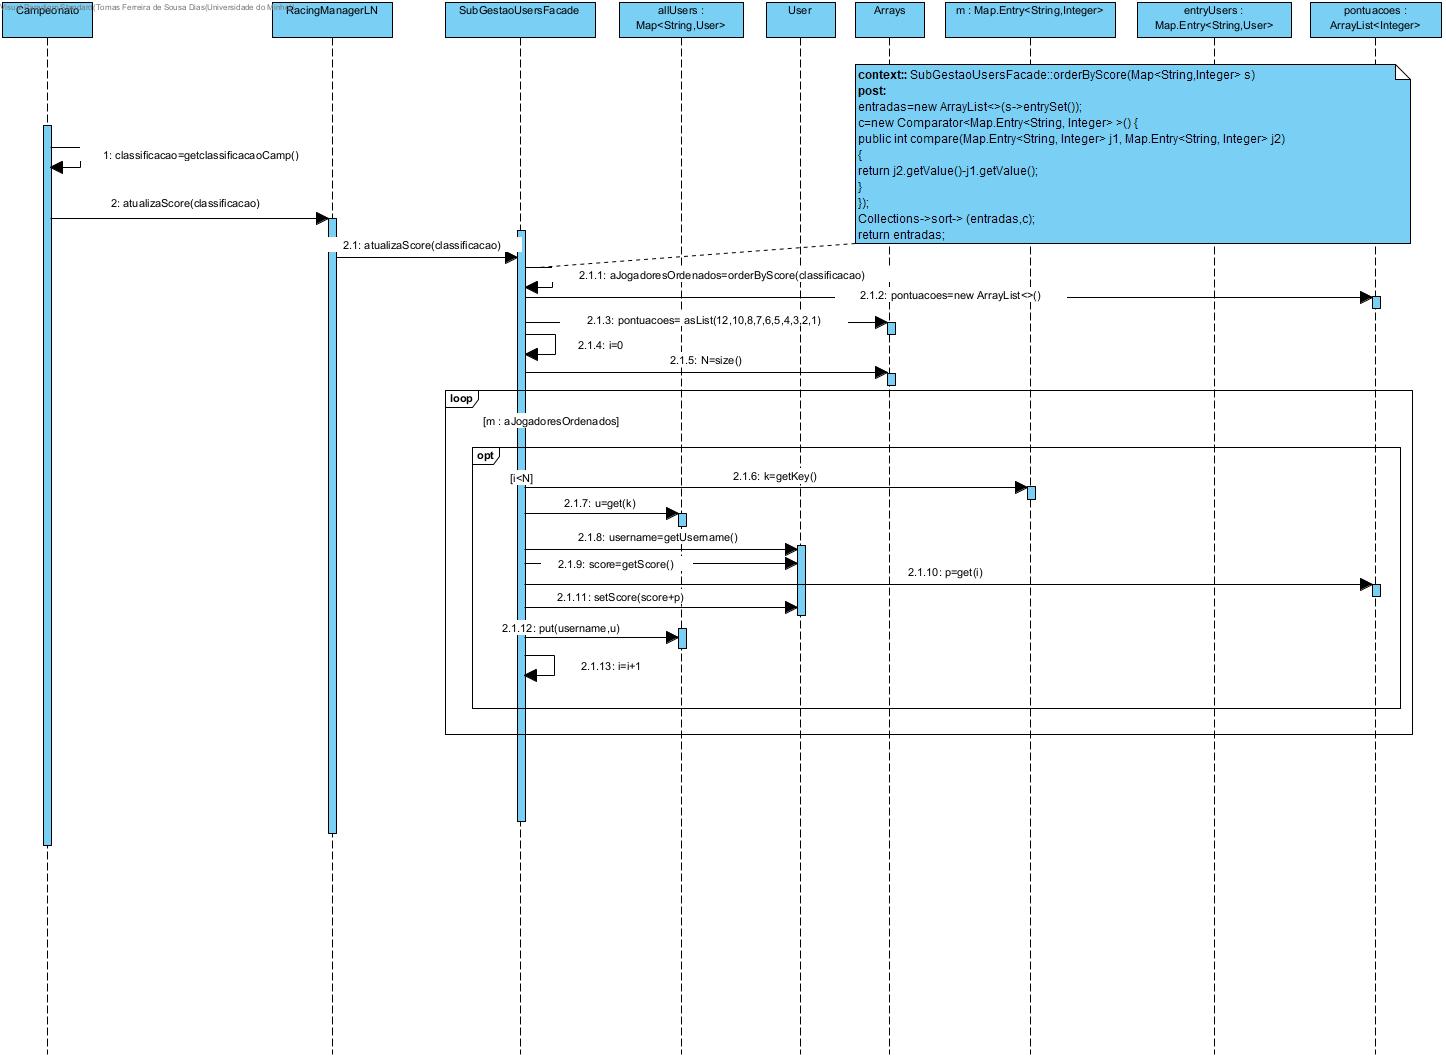 Visual Paradigm Standard(Tomas Ferreira de Sousa Dias(Universidade do Minho))
Campeonato
RacingManagerLN
SubGestaoUsersFacade
allUsers :
Map<String,User>
User
Arrays
m : Map.Entry<String,Integer>
entryUsers :
Map.Entry<String,User>
pontuacoes :
ArrayList<Integer>
context:: SubGestaoUsersFacade::orderByScore(Map<String,Integer> s)
post:
entradas=new ArrayList<>(s->entrySet());
c=new Comparator<Map.Entry<String, Integer> >() {
public int compare(Map.Entry<String, Integer> j1, Map.Entry<String, Integer> j2)
{
return j2.getValue()-j1.getValue();
}
});
Collections->sort-> (entradas,c);
return entradas;
1: classificacao=getclassificacaoCamp()
2: atualizaScore(classificacao)
2.1: atualizaScore(classificacao)
2.1.1: aJogadoresOrdenados=orderByScore(classificacao)
2.1.2: pontuacoes=new ArrayList<>()
2.1.3: pontuacoes= asList(12,10,8,7,6,5,4,3,2,1)
2.1.4: i=0
2.1.5: N=size()
loop
[m : aJogadoresOrdenados]
opt
[i<N]
2.1.6: k=getKey()
2.1.7: u=get(k)
2.1.8: username=getUsername()
2.1.9: score=getScore()
2.1.10: p=get(i)
2.1.11: setScore(score+p)
2.1.12: put(username,u)
2.1.13: i=i+1